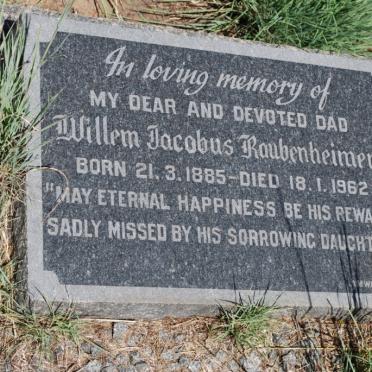 In loving memory of
MY DEAR AND DEVOTED DAD
Willem Jacobus Raubenheimer
BORN 21.3.1885-DIED 18.1.1962
"MAY ETERNAL HAPPINESS BE HIS REWA
SADLY MISSED BY HIS SORROWING DAUGHT